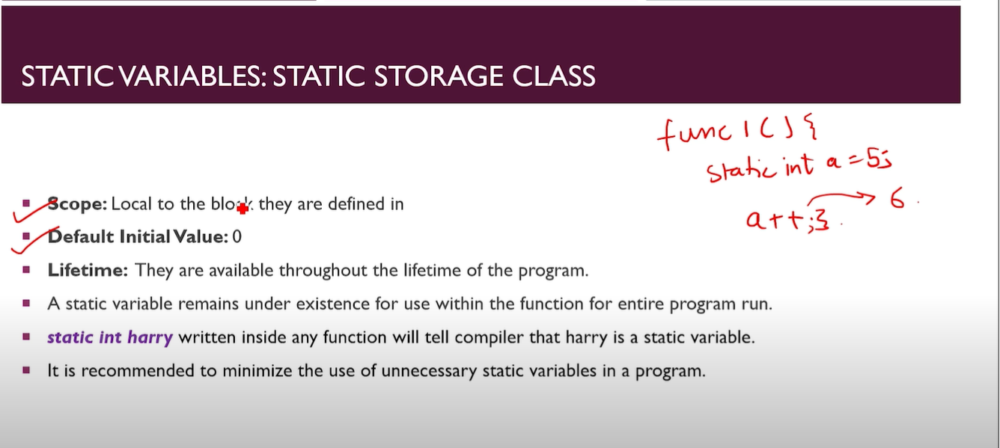 STATIC VARIABLES: STATIC STORAGE CLASS
func1(){
static int a=5;
a++;} → 6.
Scope: Local to the block they are defined in
Default Initial Value: 0
Lifetime: They are available throughout the lifetime of the program.
A static variable remains under existence for use within the function for entire program run.
static int harry written inside any function will tell compiler that harry is a static variable.
It is recommended to minimize the use of unnecessary static variables in a program.